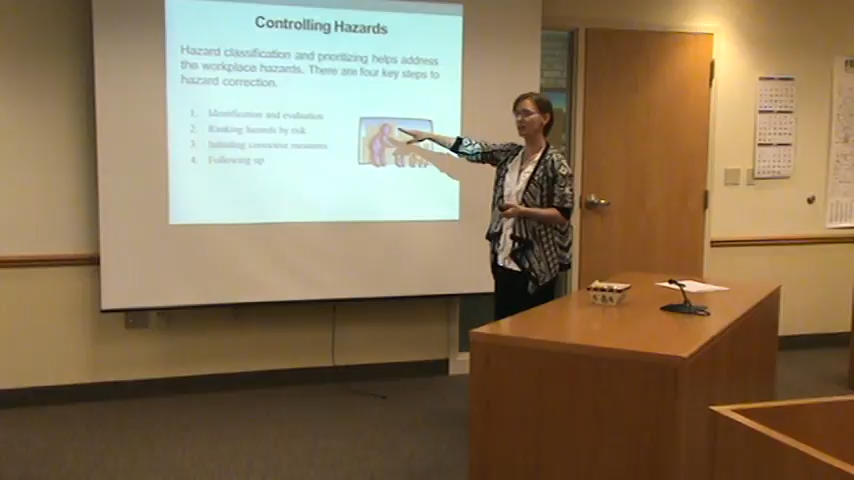 Controlling Hazards
Hazard classification and prioritizing helps address
the workplace hazards. There are four key steps to
hazard correction.
1. Identification and evaluation
2. Ranking hazards by risk
3. Initiating corrective measures
4. Following up